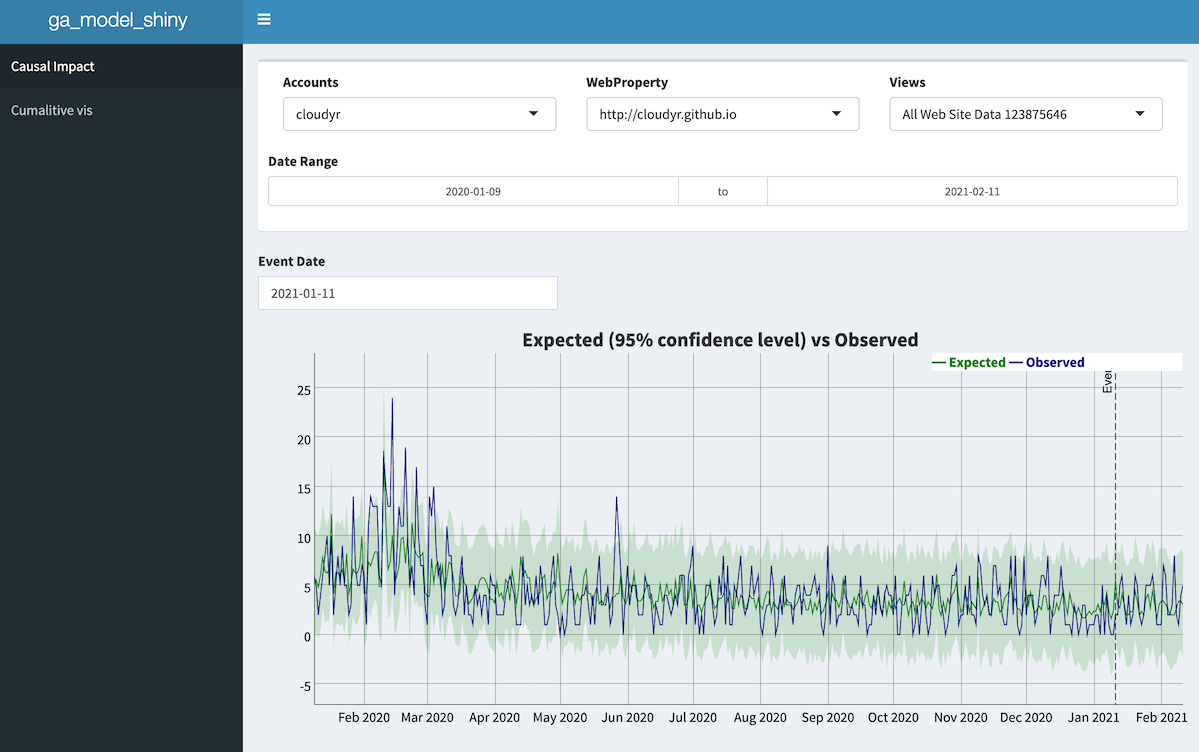 ga_model_shiny
Causal Impact
Cumalitive vis
Accounts WebProperty Views
cloudyr http://cloudyr.github.io All Web Site Data 123875646
Date Range
2020-01-09 to 2021-02-11
Event Date
2021-01-11
Expected (95% confidence level) vs Observed
Expected Observed
25
20
15
10
5
0
-5
Feb 2020 Mar 2020 Apr 2020 May 2020 Jun 2020 Jul 2020 Aug 2020 Sep 2020 Oct 2020 Nov 2020 Dec 2020 Jan 2021 Feb 2021